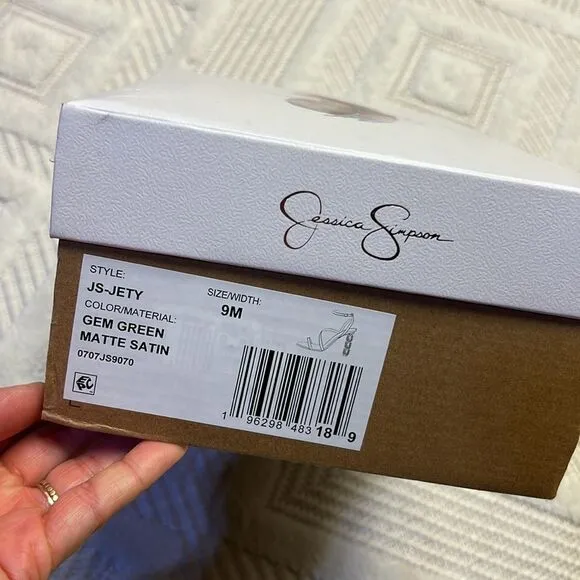 Jessica Simpson
STYLE:
JS-JETY
SIZE/WIDTH:
9M
COLOR/MATERIAL:
GEM GREEN
MATTE SATIN
0707JS9070
1 96298 483 18 9